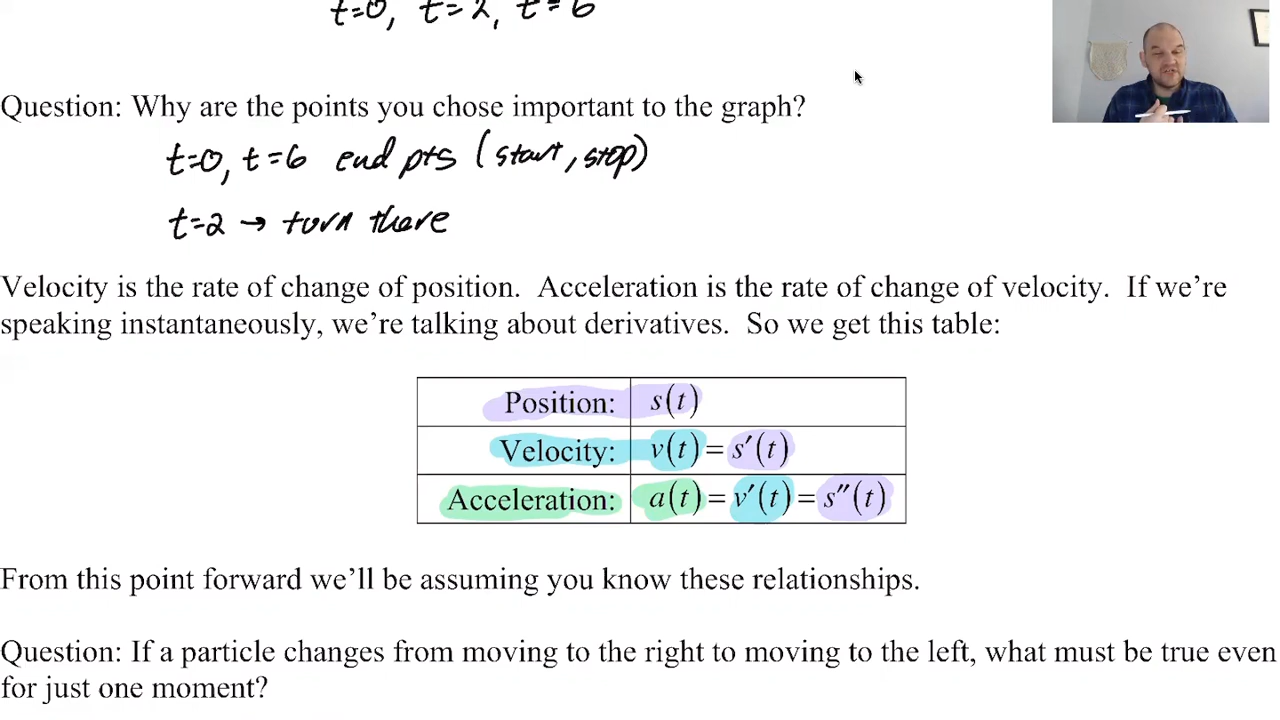 t=0, t=2, t=6
Question: Why are the points you chose important to the graph?
t=0, t=6 end pts (start, stop)
t=2 → turn there
Velocity is the rate of change of position. Acceleration is the rate of change of velocity. If we're
speaking instantaneously, we're talking about derivatives. So we get this table:
Position: s(t)
Velocity: v(t) = s′(t)
Acceleration: a(t) = v′(t) = s″(t)
From this point forward we'll be assuming you know these relationships.
Question: If a particle changes from moving to the right to moving to the left, what must be true even
for just one moment?